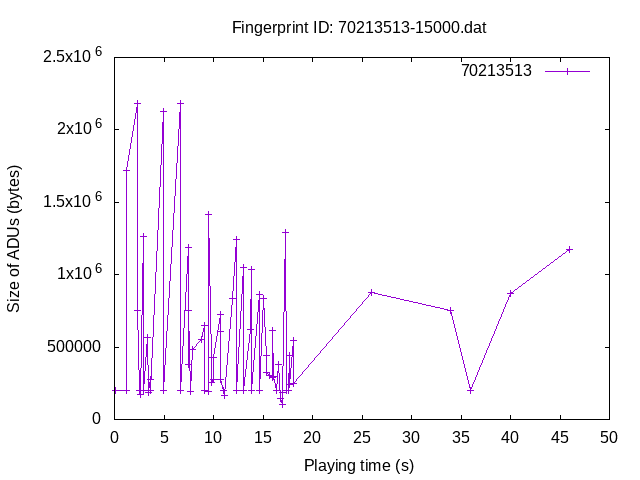 Fingerprint ID: 70213513-15000.dat
70213513
2.5x10^6
2x10^6
1.5x10^6
1x10^6
500000
0
Size of ADUs (bytes)
0 5 10 15 20 25 30 35 40 45 50
Playing time (s)